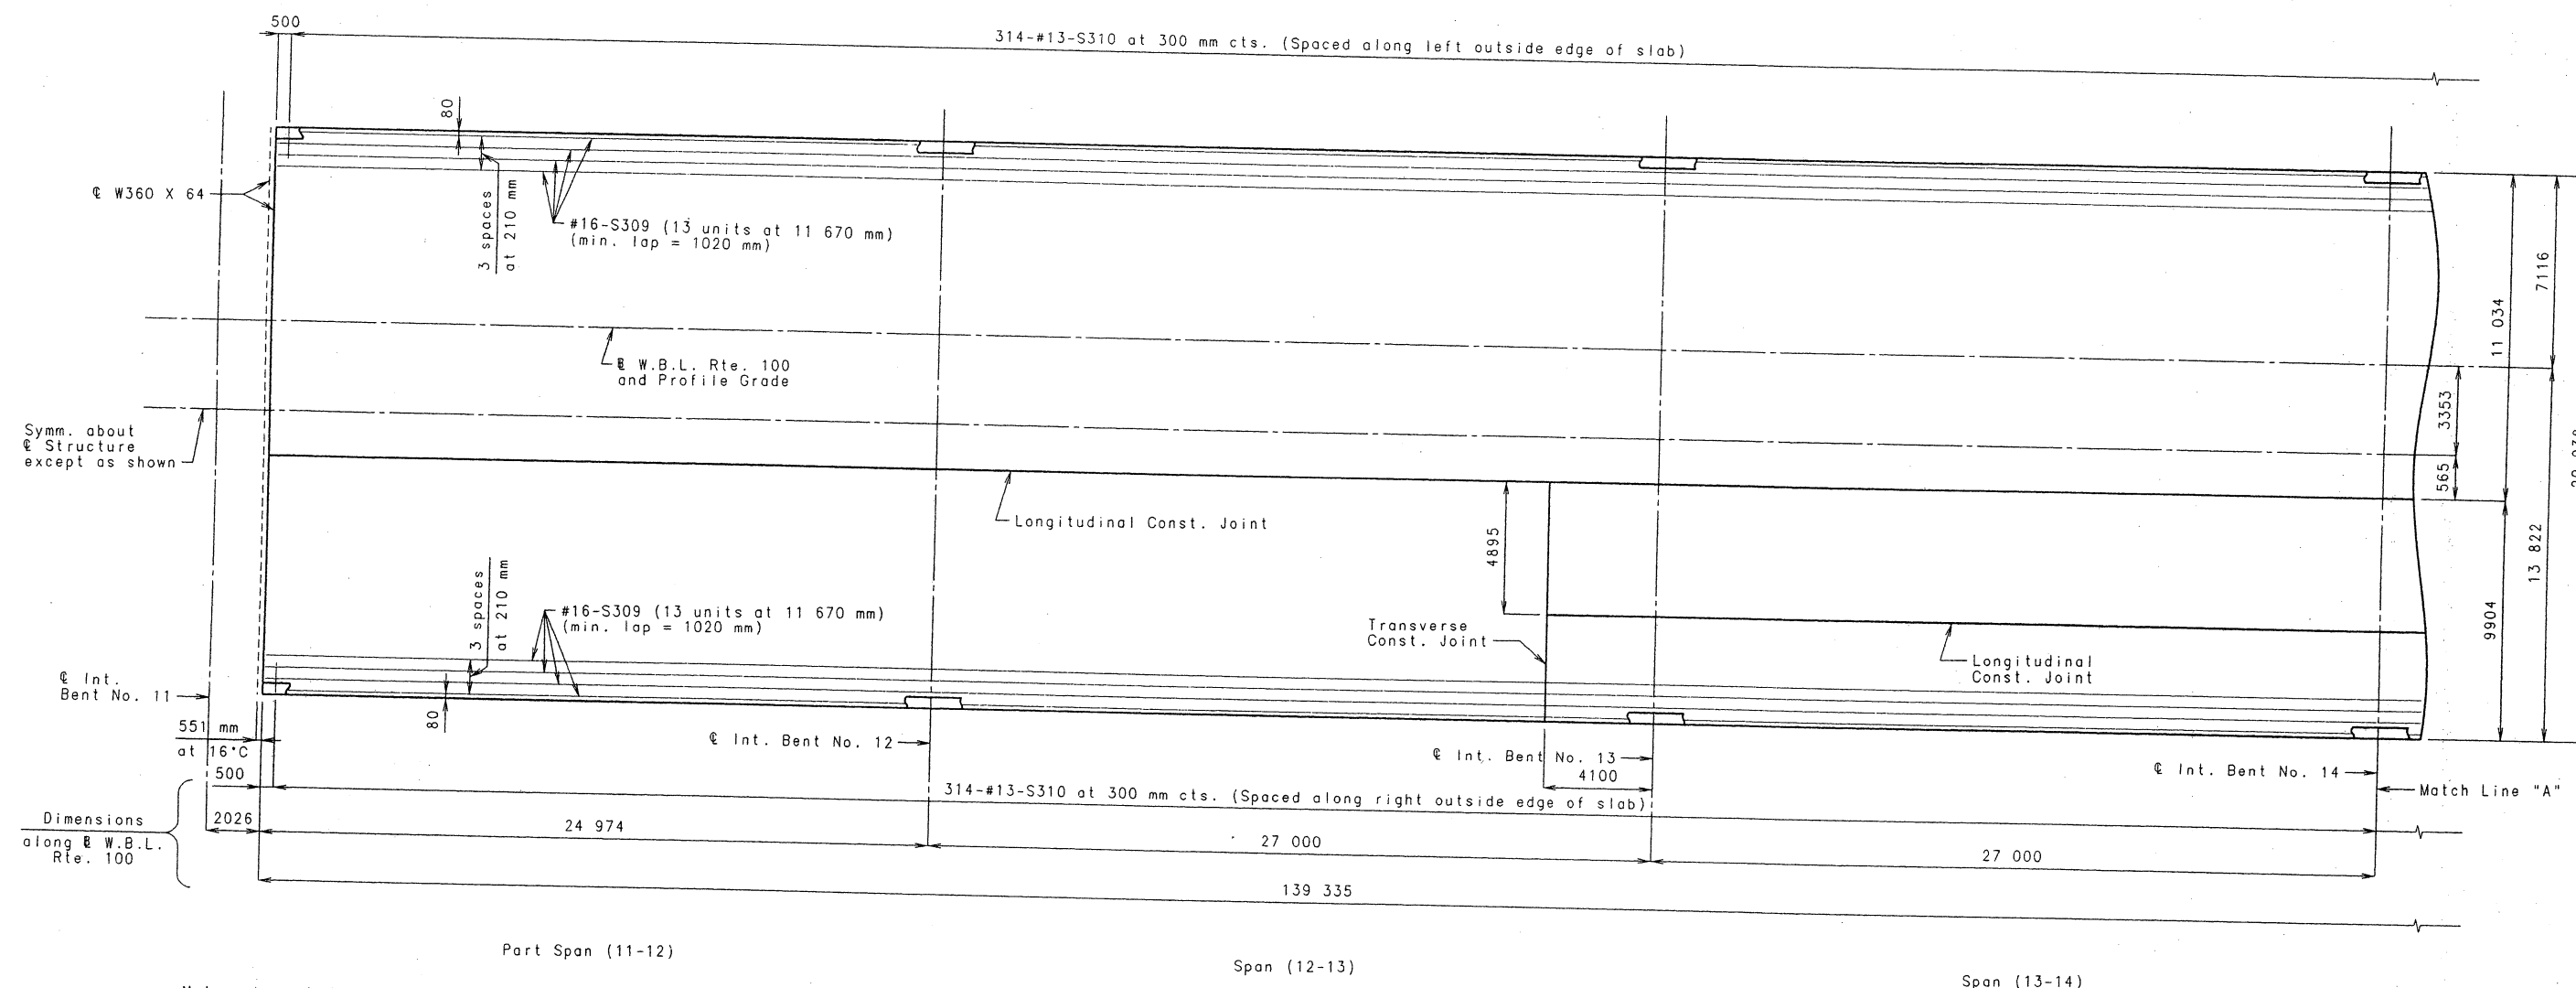 500
314-#13-S310 at 300 mm cts. (Spaced along left outside edge of slab)
80
℄ W360 X 64
3 spaces
at 210 mm
#16-S309 (13 units at 11 670 mm)
(min. lap = 1020 mm)
7116
11 034
W.B.L. Rte. 100
and Profile Grade
3353
Symm. about
℄ Structure
except as shown
565
Longitudinal Const. Joint
4895
13 822
9904
3 spaces
at 210 mm
#16-S309 (13 units at 11 670 mm)
(min. lap = 1020 mm)
Transverse
Const. Joint
Longitudinal
Const. Joint
℄ Int.
Bent No. 11
80
551 mm
at 16°C
℄ Int. Bent No. 12
℄ Int. Bent No. 13
4100
℄ Int. Bent No. 14
500
314-#13-S310 at 300 mm cts. (Spaced along right outside edge of slab)
Match Line "A"
Dimensions
along W.B.L.
Rte. 100
2026
24 974
27 000
27 000
139 335
Part Span (11-12)
Span (12-13)
Span (13-14)